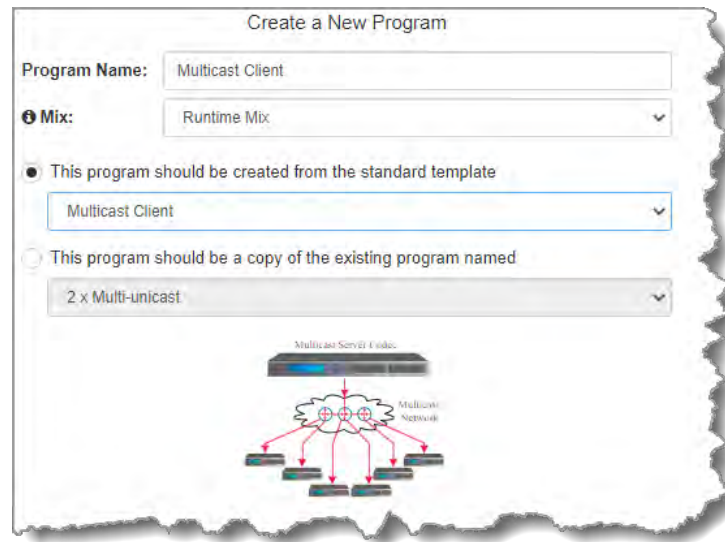 Create a New Program
Program Name: Multicast Client
Mix: Runtime Mix
This program should be created from the standard template
Multicast Client
This program should be a copy of the existing program named
2 x Multi-unicast
Multicast Server Codec
Multicast
Network